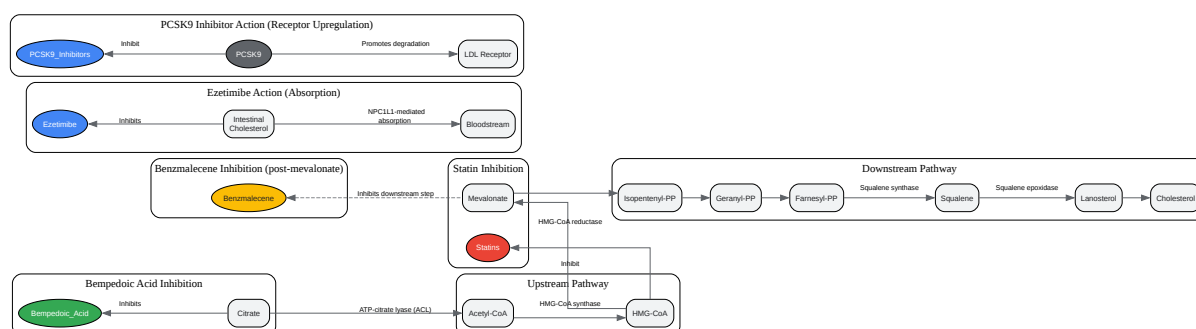 PCSK9 Inhibitor Action (Receptor Upregulation)
PCSK9_Inhibitors
Inhibit
PCSK9
Promotes degradation
LDL Receptor
Ezetimibe Action (Absorption)
Ezetimibe
Inhibits
Intestinal
Cholesterol
NPC1L1-mediated
absorption
Bloodstream
Benzmalecene Inhibition (post-mevalonate)
Benzmalecene
Inhibits downstream step
Statin Inhibition
Mevalonate
Statins
HMG-CoA reductase
Inhibit
Downstream Pathway
Isopentenyl-PP
Geranyl-PP
Farnesyl-PP
Squalene synthase
Squalene
Squalene epoxidase
Lanosterol
Cholesterol
Bempedoic Acid Inhibition
Bempedoic_Acid
Inhibits
Citrate
ATP-citrate lyase (ACL)
Upstream Pathway
Acetyl-CoA
HMG-CoA synthase
HMG-CoA